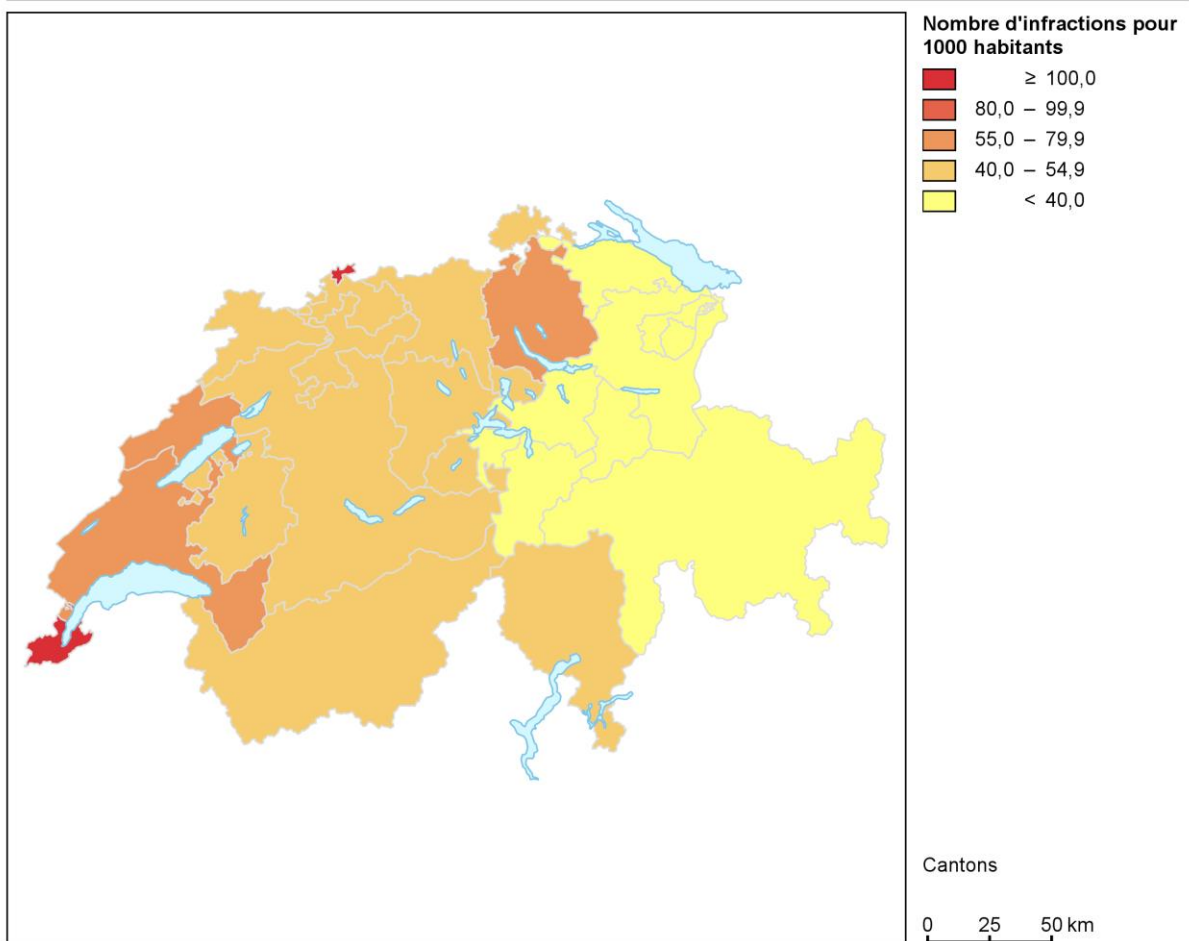 Nombre d'infractions pour
1000 habitants
≥ 100,0
80,0 – 99,9
55,0 – 79,9
40,0 – 54,9
< 40,0
Cantons
0 25 50 km